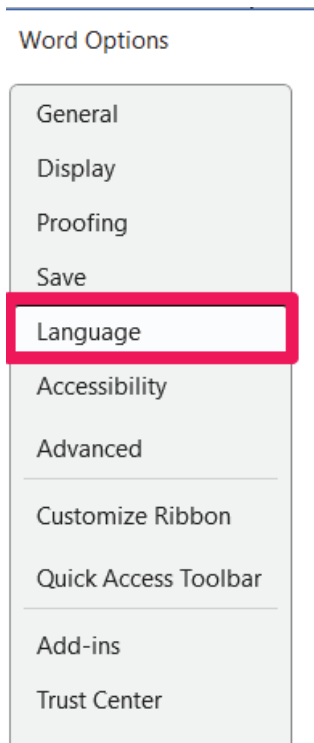 Word Options
General
Display
Proofing
Save
Language
Accessibility
Advanced
Customize Ribbon
Quick Access Toolbar
Add-ins
Trust Center